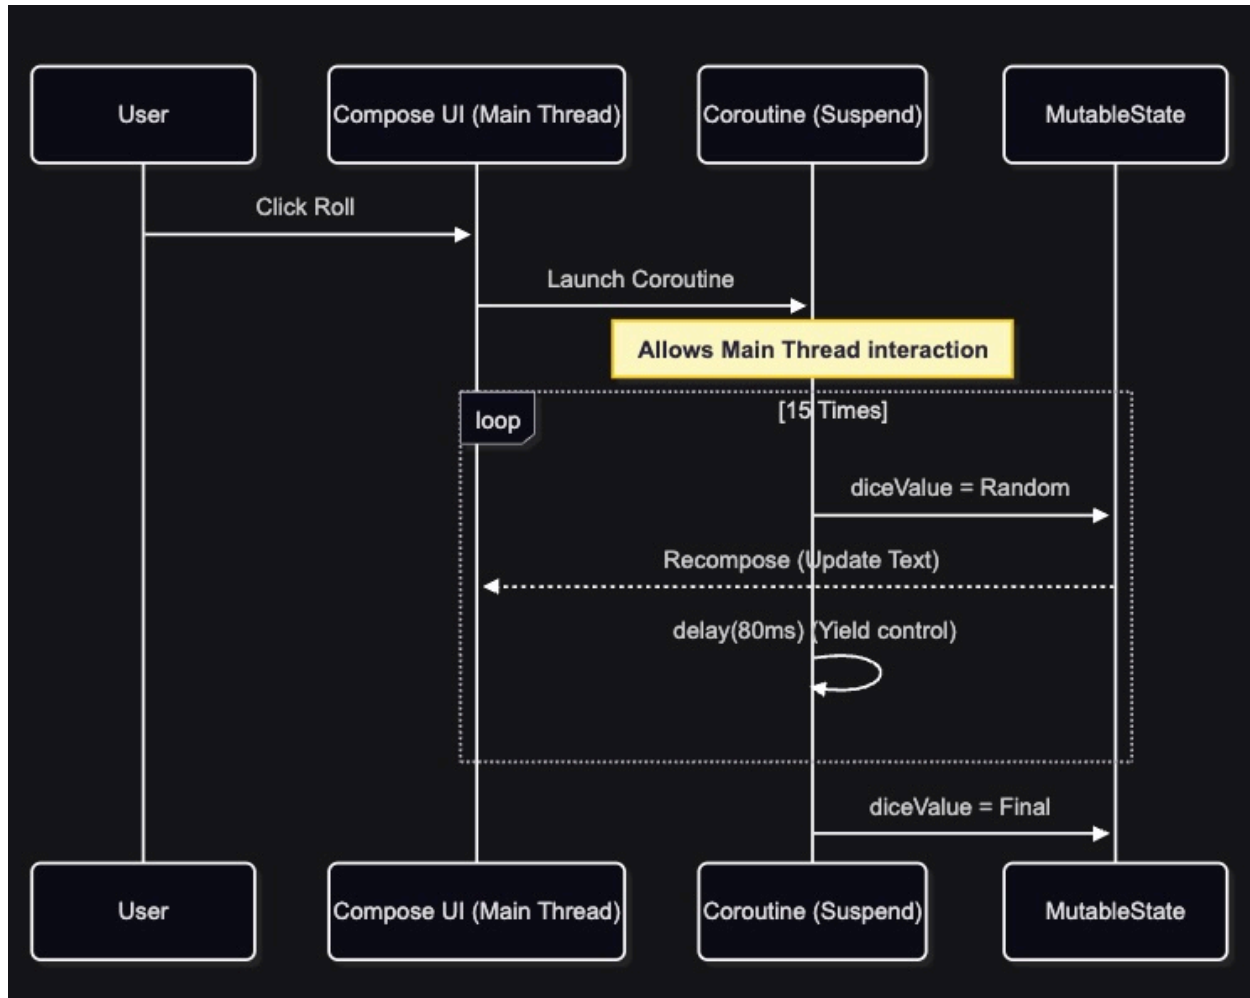 User
Compose UI (Main Thread)
Coroutine (Suspend)
MutableState
Click Roll
Launch Coroutine
Allows Main Thread interaction
loop
[15 Times]
diceValue = Random
Recompose (Update Text)
delay(80ms) (Yield control)
diceValue = Final
User
Compose UI (Main Thread)
Coroutine (Suspend)
MutableState